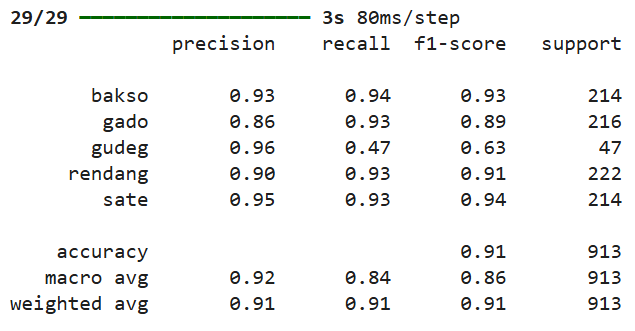 29/29 ━━━━━━━━━━━━━━━━━━━━ 3s 80ms/step
precision recall f1-score support
bakso 0.93 0.94 0.93 214
gado 0.86 0.93 0.89 216
gudeg 0.96 0.47 0.63 47
rendang 0.90 0.93 0.91 222
sate 0.95 0.93 0.94 214
accuracy 0.91 913
macro avg 0.92 0.84 0.86 913
weighted avg 0.91 0.91 0.91 913